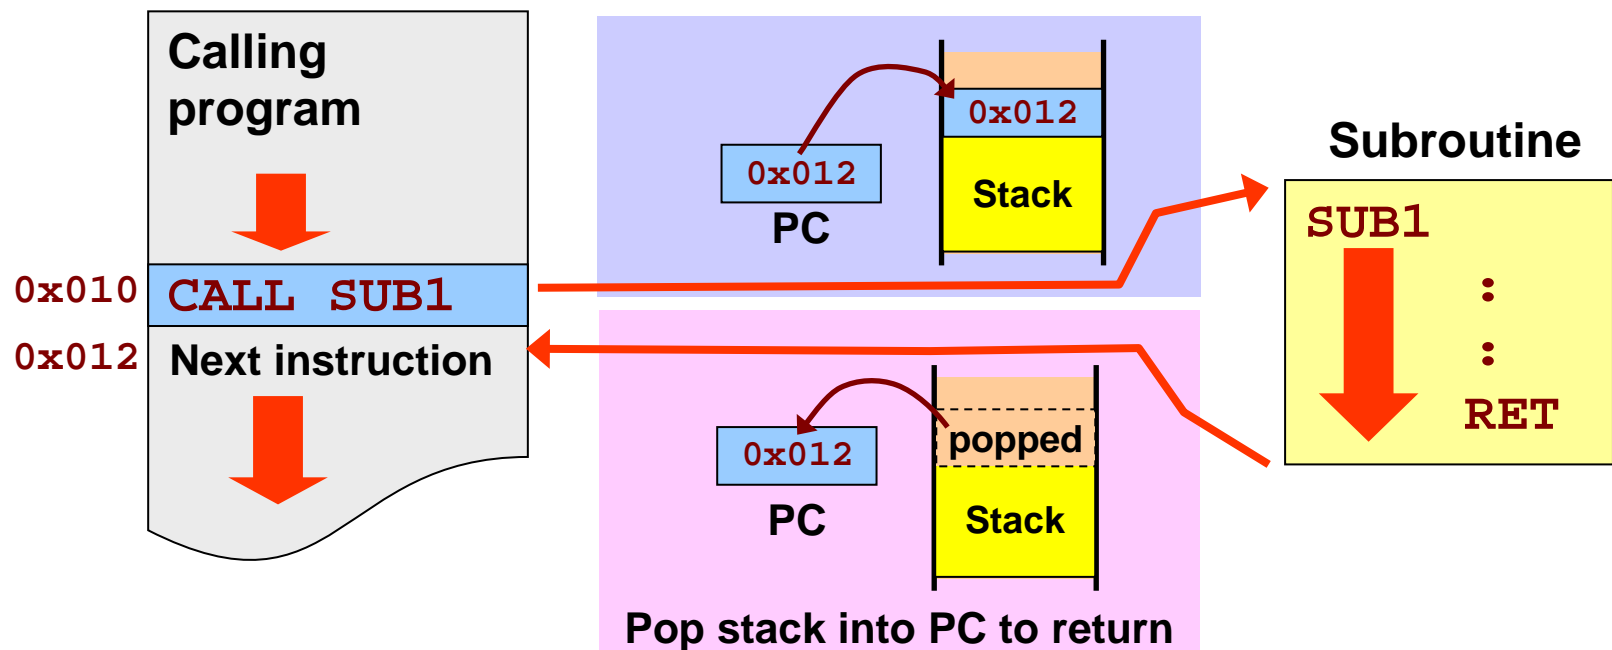 Calling
program
0x010
CALL SUB1
0x012
Next instruction
0x012
PC
0x012
Stack
Subroutine
SUB1
:
:
RET
popped
0x012
PC
Stack
Pop stack into PC to return